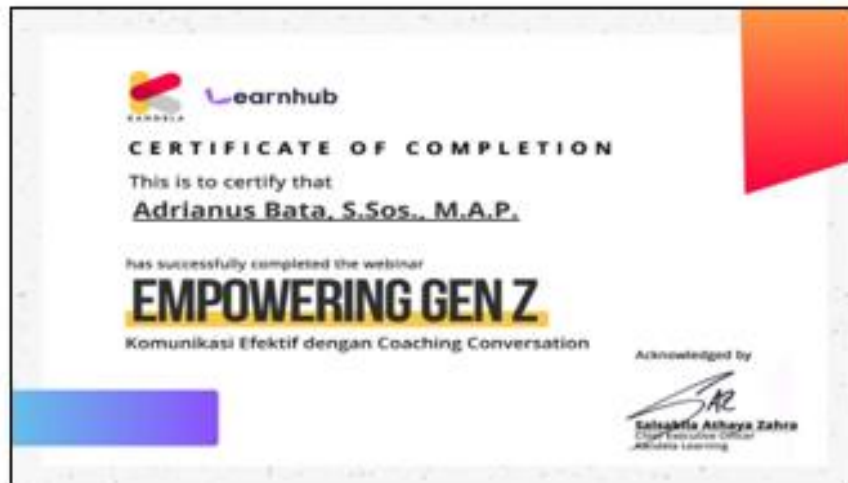 KANDELA
Learnhub
CERTIFICATE OF COMPLETION
This is to certify that
Adrianus Bata, S.Sos., M.A.P.
has successfully completed the webinar
EMPOWERING GEN Z
Komunikasi Efektif dengan Coaching Conversation
Acknowledged by
Salsabila Athaya Zahra
Chief Executive Officer
Learning